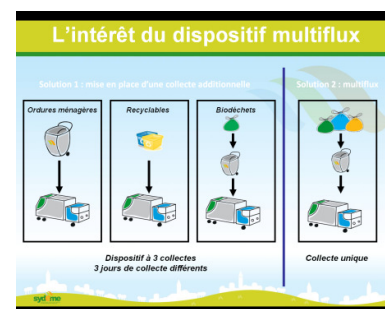 L'intérêt du dispositif multiflux
Solution 1 : mise en place d'une collecte additionnelle
Solution 2 : multiflux
Ordures ménagères
Recyclables
Biodéchets
Dispositif à 3 collectes
3 jours de collecte différents
Collecte unique
sydeme